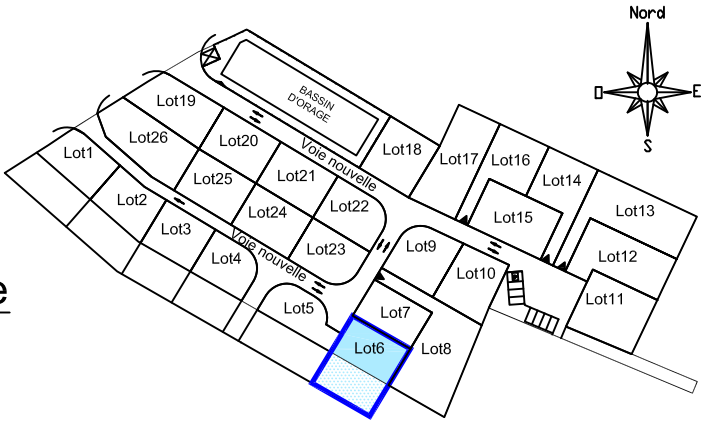 Nord
O
E
S
BASSIN
D'ORAGE
Lot19
Lot18
Lot26
Lot20
Voie nouvelle
Lot17
Lot16
Lot14
Lot1
Lot25
Lot21
Lot13
Lot2
Lot24
Lot22
Lot15
Lot3
Voie nouvelle
Lot23
Lot9
Lot12
Lot4
Lot10
Lot5
Lot7
Lot11
Lot6
Lot8
e